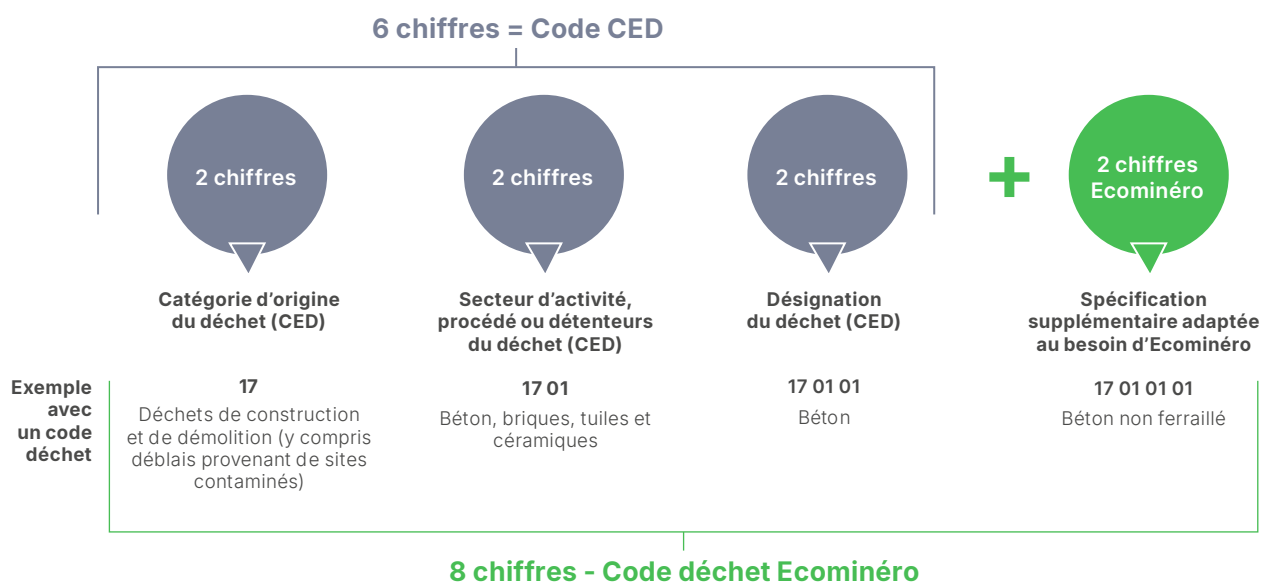 6 chiffres = Code CED
2 chiffres
2 chiffres
2 chiffres
+
2 chiffres
Ecominéro
Catégorie d'origine
du déchet (CED)
Secteur d'activité,
procédé ou détenteurs
du déchet (CED)
Désignation
du déchet (CED)
Spécification
supplémentaire adaptée
au besoin d'Ecominéro
Exemple
avec
un code
déchet
17
Déchets de construction
et de démolition (y compris
déblais provenant de sites
contaminés)
17 01
Béton, briques, tuiles et
céramiques
17 01 01
Béton
17 01 01 01
Béton non ferraillé
8 chiffres - Code déchet Ecominéro